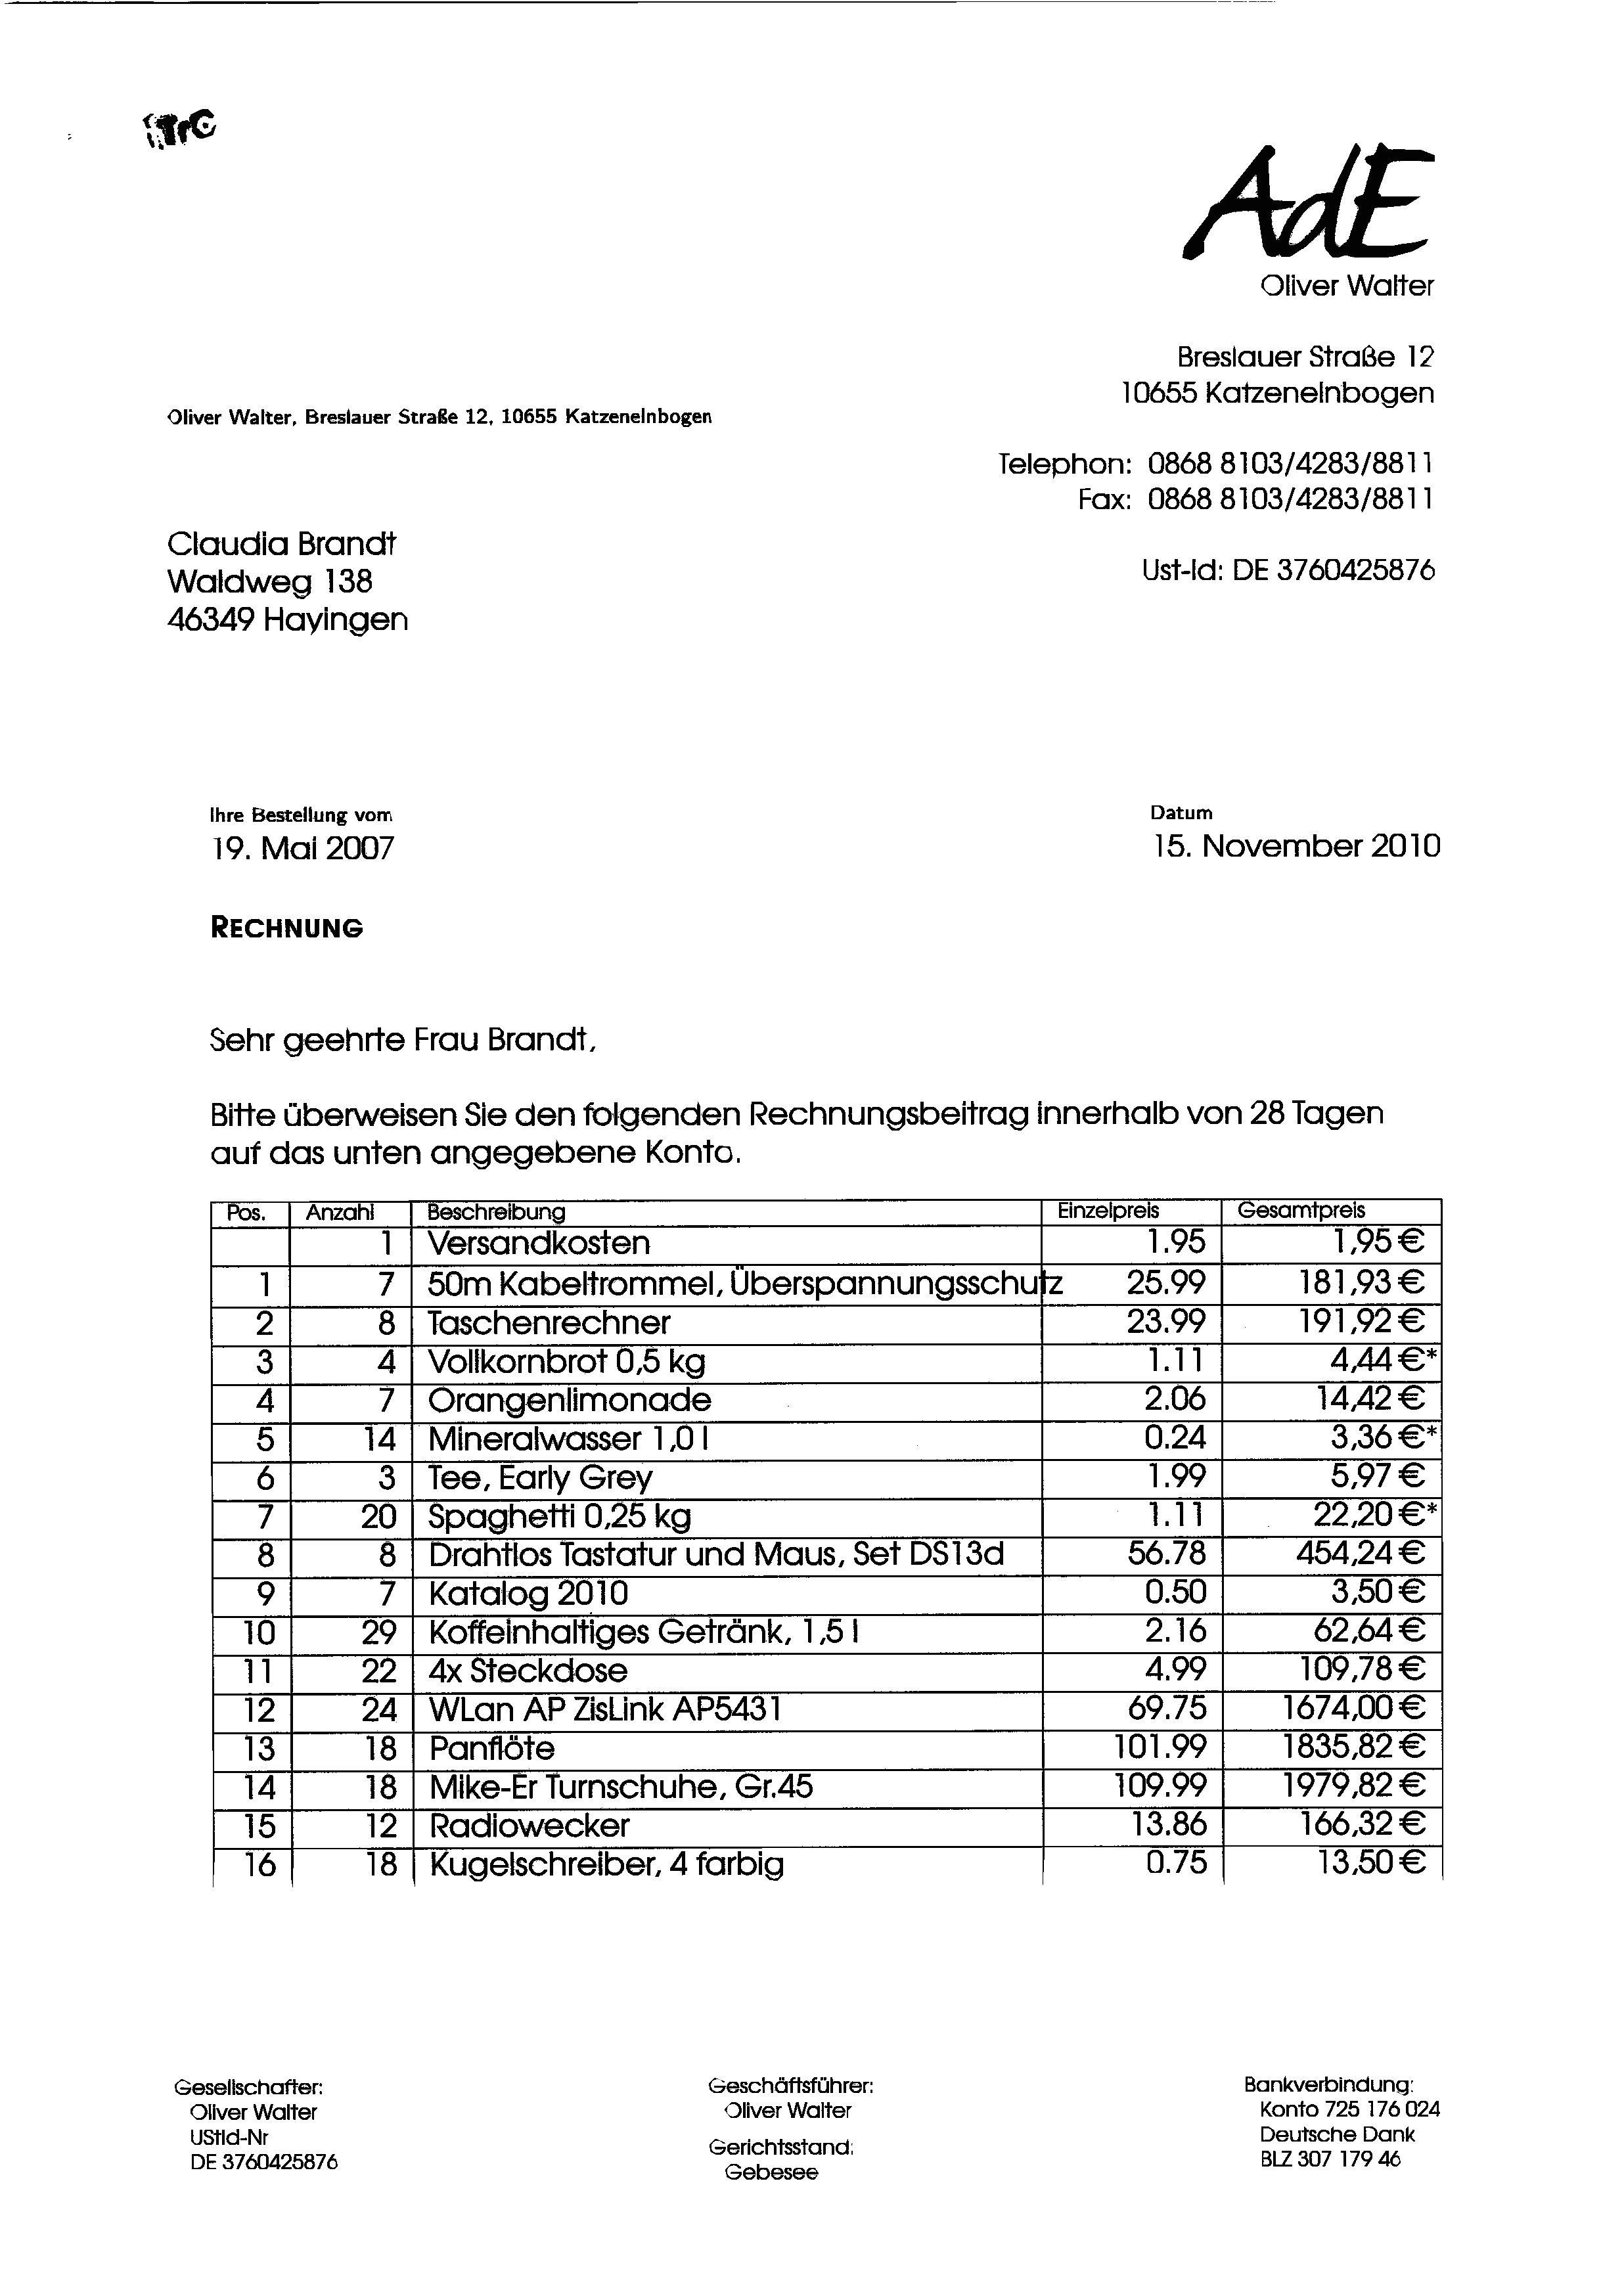 AdE
Oliver Walter
Breslauer Straße 12
10655 Katzenelnbogen
Oliver Walter, Breslauer Straße 12, 10655 Katzenelnbogen
Telephon: 0868 8103/4283/8811
Fax: 0868 8103/4283/8811
Claudia Brandt
Waldweg 138
46349 Hayingen
Ust-Id: DE 3760425876
Ihre Bestellung vom
19. Mai 2007
Datum
15. November 2010
RECHNUNG
Sehr geehrte Frau Brandt,
Bitte überweisen Sie den folgenden Rechnungsbeitrag innerhalb von 28 Tagen
auf das unten angegebene Konto.
Pos. Anzahl Beschreibung Einzelpreis Gesamtpreis
1 Versandkosten 1.95 1,95 €
1 7 50m Kabeltrommel, Überspannungsschutz 25.99 181,93 €
2 8 Taschenrechner 23.99 191,92 €
3 4 Vollkornbrot 0,5 kg 1.11 4,44 €*
4 7 Orangenlimonade 2.06 14,42 €
5 14 Mineralwasser 1,0 l 0.24 3,36 €*
6 3 Tee, Early Grey 1.99 5,97 €
7 20 Spaghetti 0,25 kg 1.11 22,20 €*
8 8 Drahtlos Tastatur und Maus, Set DS13d 56.78 454,24 €
9 7 Katalog 2010 0.50 3,50 €
10 29 Koffeinhaltiges Getränk, 1,5 l 2.16 62,64 €
11 22 4x Steckdose 4.99 109,78 €
12 24 WLan AP ZisLink AP5431 69.75 1674,00 €
13 18 Panflöte 101.99 1835,82 €
14 18 Mike-Er Turnschuhe, Gr.45 109.99 1979,82 €
15 12 Radiowecker 13.86 166,32 €
16 18 Kugelschreiber, 4 farbig 0.75 13,50 €
Gesellschafter:
Oliver Walter
UStId-Nr
DE 3760425876
Geschäftsführer:
Oliver Walter
Gerichtsstand:
Gebesee
Bankverbindung:
Konto 725 176 024
Deutsche Dank
BLZ 307 179 46